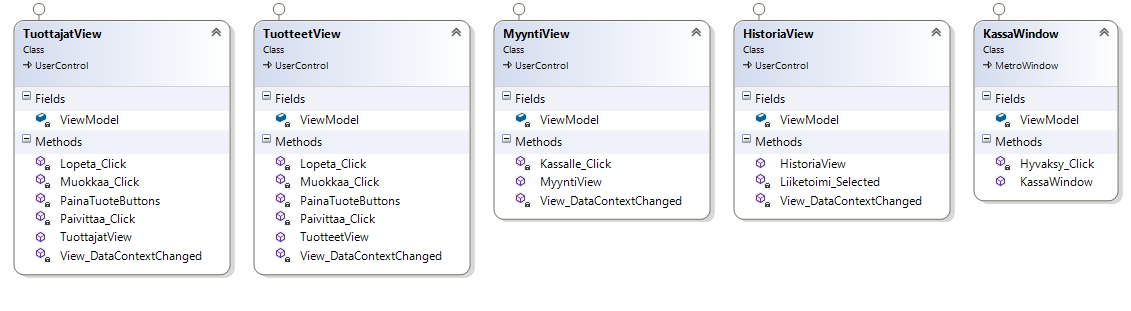 TuottajatView
Class
UserControl
Fields
ViewModel
Methods
Lopeta_Click
Muokkaa_Click
PainaTuoteButtons
Paivittaa_Click
TuottajatView
View_DataContextChanged
TuotteetView
Class
UserControl
Fields
ViewModel
Methods
Lopeta_Click
Muokkaa_Click
PainaTuoteButtons
Paivittaa_Click
TuotteetView
View_DataContextChanged
MyyntiView
Class
UserControl
Fields
ViewModel
Methods
Kassalle_Click
MyyntiView
View_DataContextChanged
HistoriaView
Class
UserControl
Fields
ViewModel
Methods
HistoriaView
Liiketoimi_Selected
View_DataContextChanged
KassaWindow
Class
MetroWindow
Fields
ViewModel
Methods
Hyvaksy_Click
KassaWindow